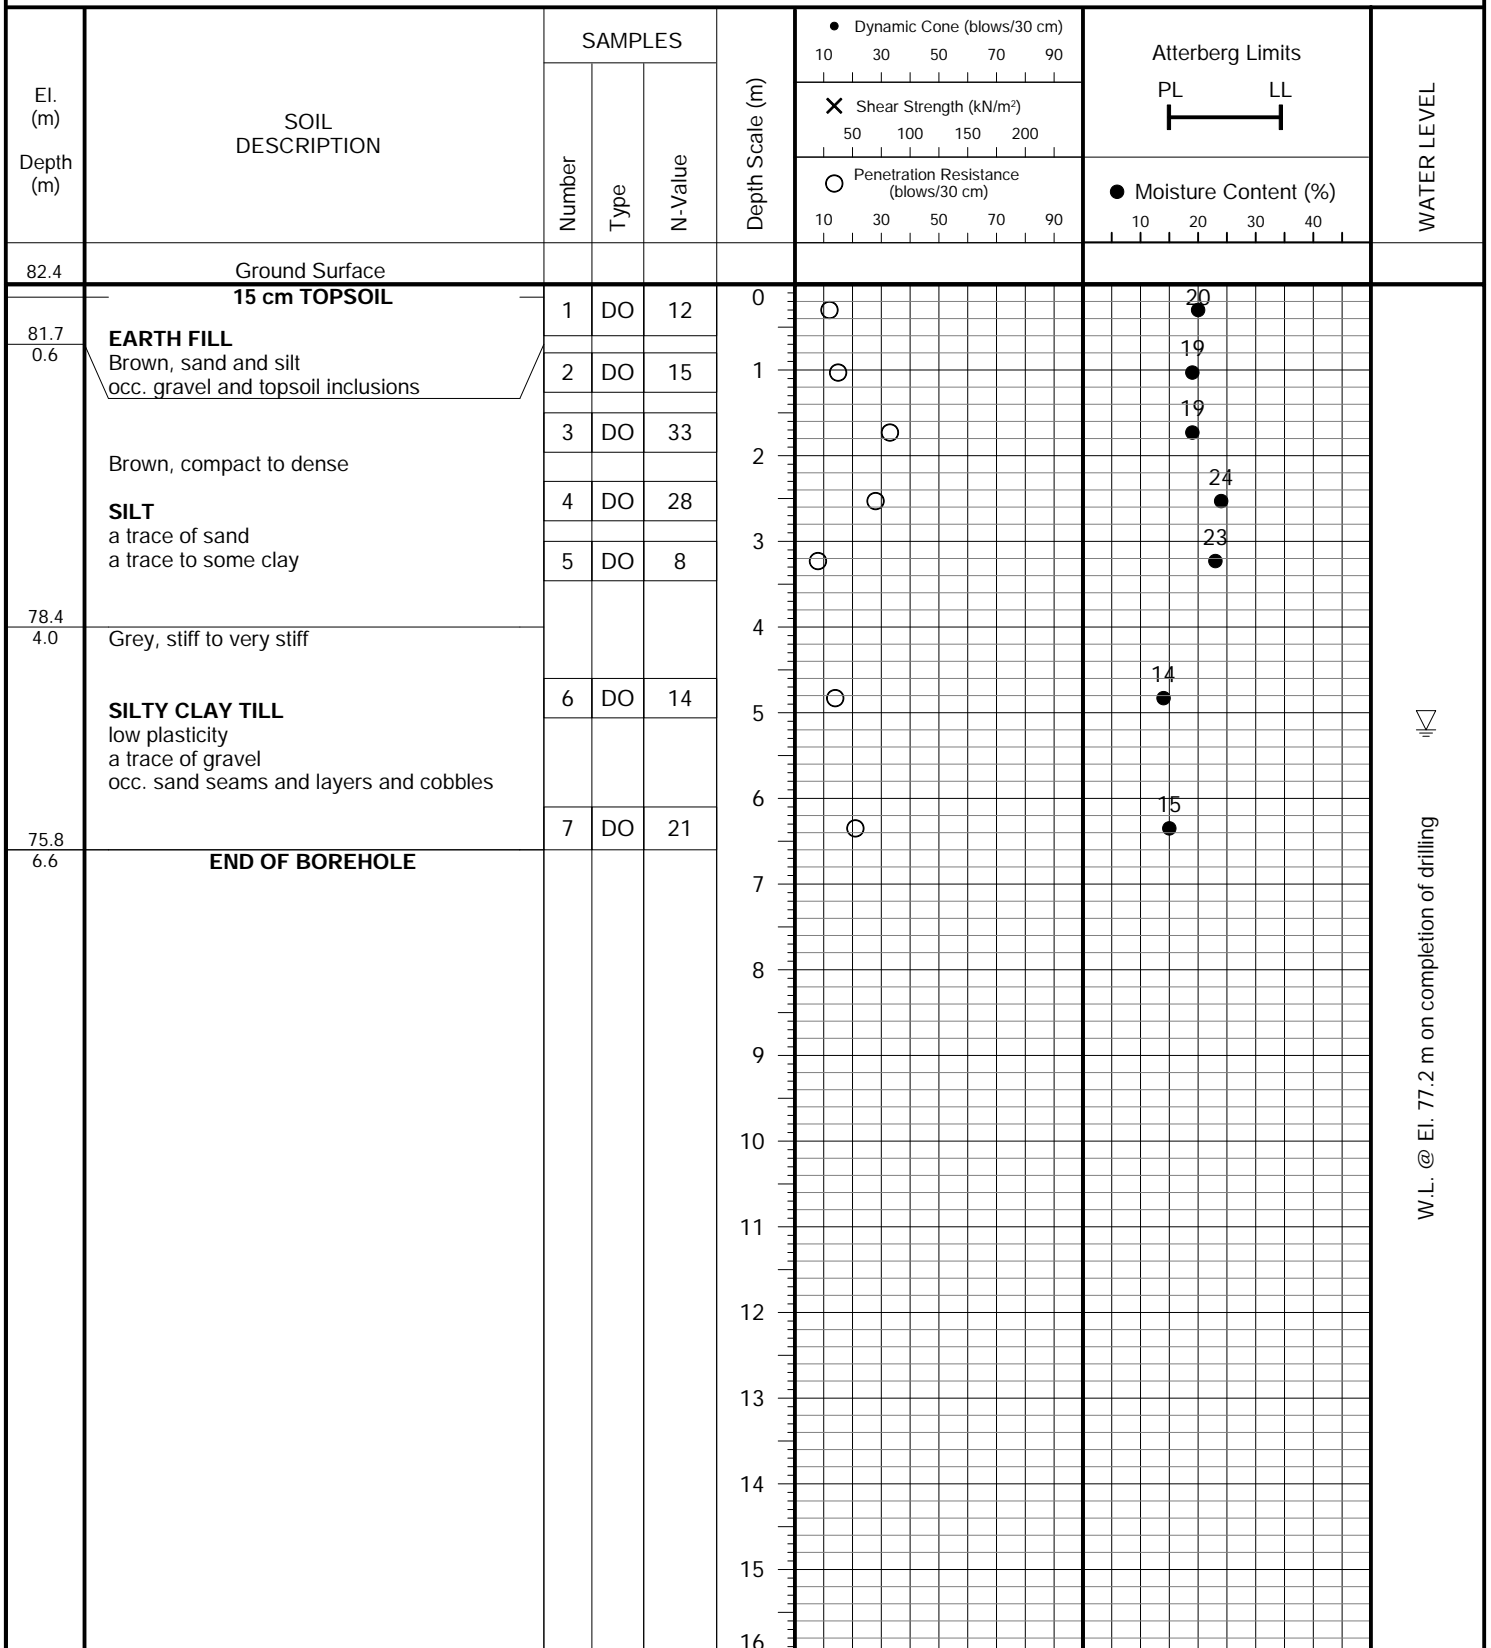 El.
(m)
Depth
(m)
SOIL
DESCRIPTION
SAMPLES
Number
Type
N-Value
Depth Scale (m)
Dynamic Cone (blows/30 cm)
10 30 50 70 90
Shear Strength (kN/m²)
50 100 150 200
Penetration Resistance
(blows/30 cm)
10 30 50 70 90
Atterberg Limits
PL LL
Moisture Content (%)
10 20 30 40
WATER LEVEL
82.4 Ground Surface
15 cm TOPSOIL
81.7
0.6
EARTH FILL
Brown, sand and silt
occ. gravel and topsoil inclusions
Brown, compact to dense
SILT
a trace of sand
a trace to some clay
78.4
4.0
Grey, stiff to very stiff
SILTY CLAY TILL
low plasticity
a trace of gravel
occ. sand seams and layers and cobbles
75.8
6.6
END OF BOREHOLE
1 DO 12
2 DO 15
3 DO 33
4 DO 28
5 DO 8
6 DO 14
7 DO 21
0
1
2
3
4
5
6
7
8
9
10
11
12
13
14
15
16
20
19
19
24
23
14
15
W.L. @ El. 77.2 m on completion of drilling